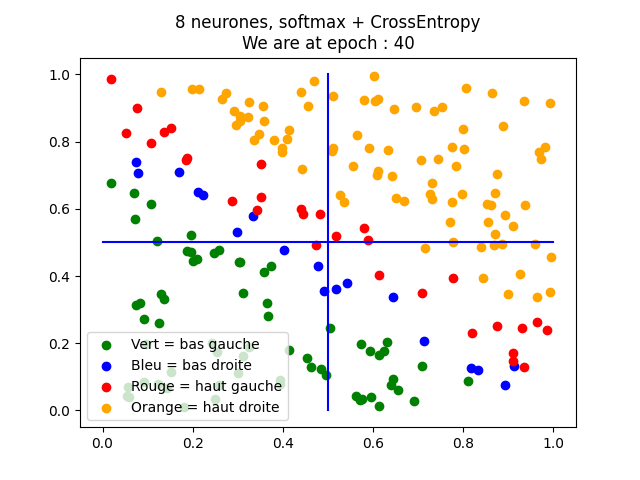 8 neurones, softmax + CrossEntropy
We are at epoch : 40
1.0
0.8
0.6
0.4
0.2
0.0
Vert = bas gauche
Bleu = bas droite
Rouge = haut gauche
Orange = haut droite
0.0 0.2 0.4 0.6 0.8 1.0